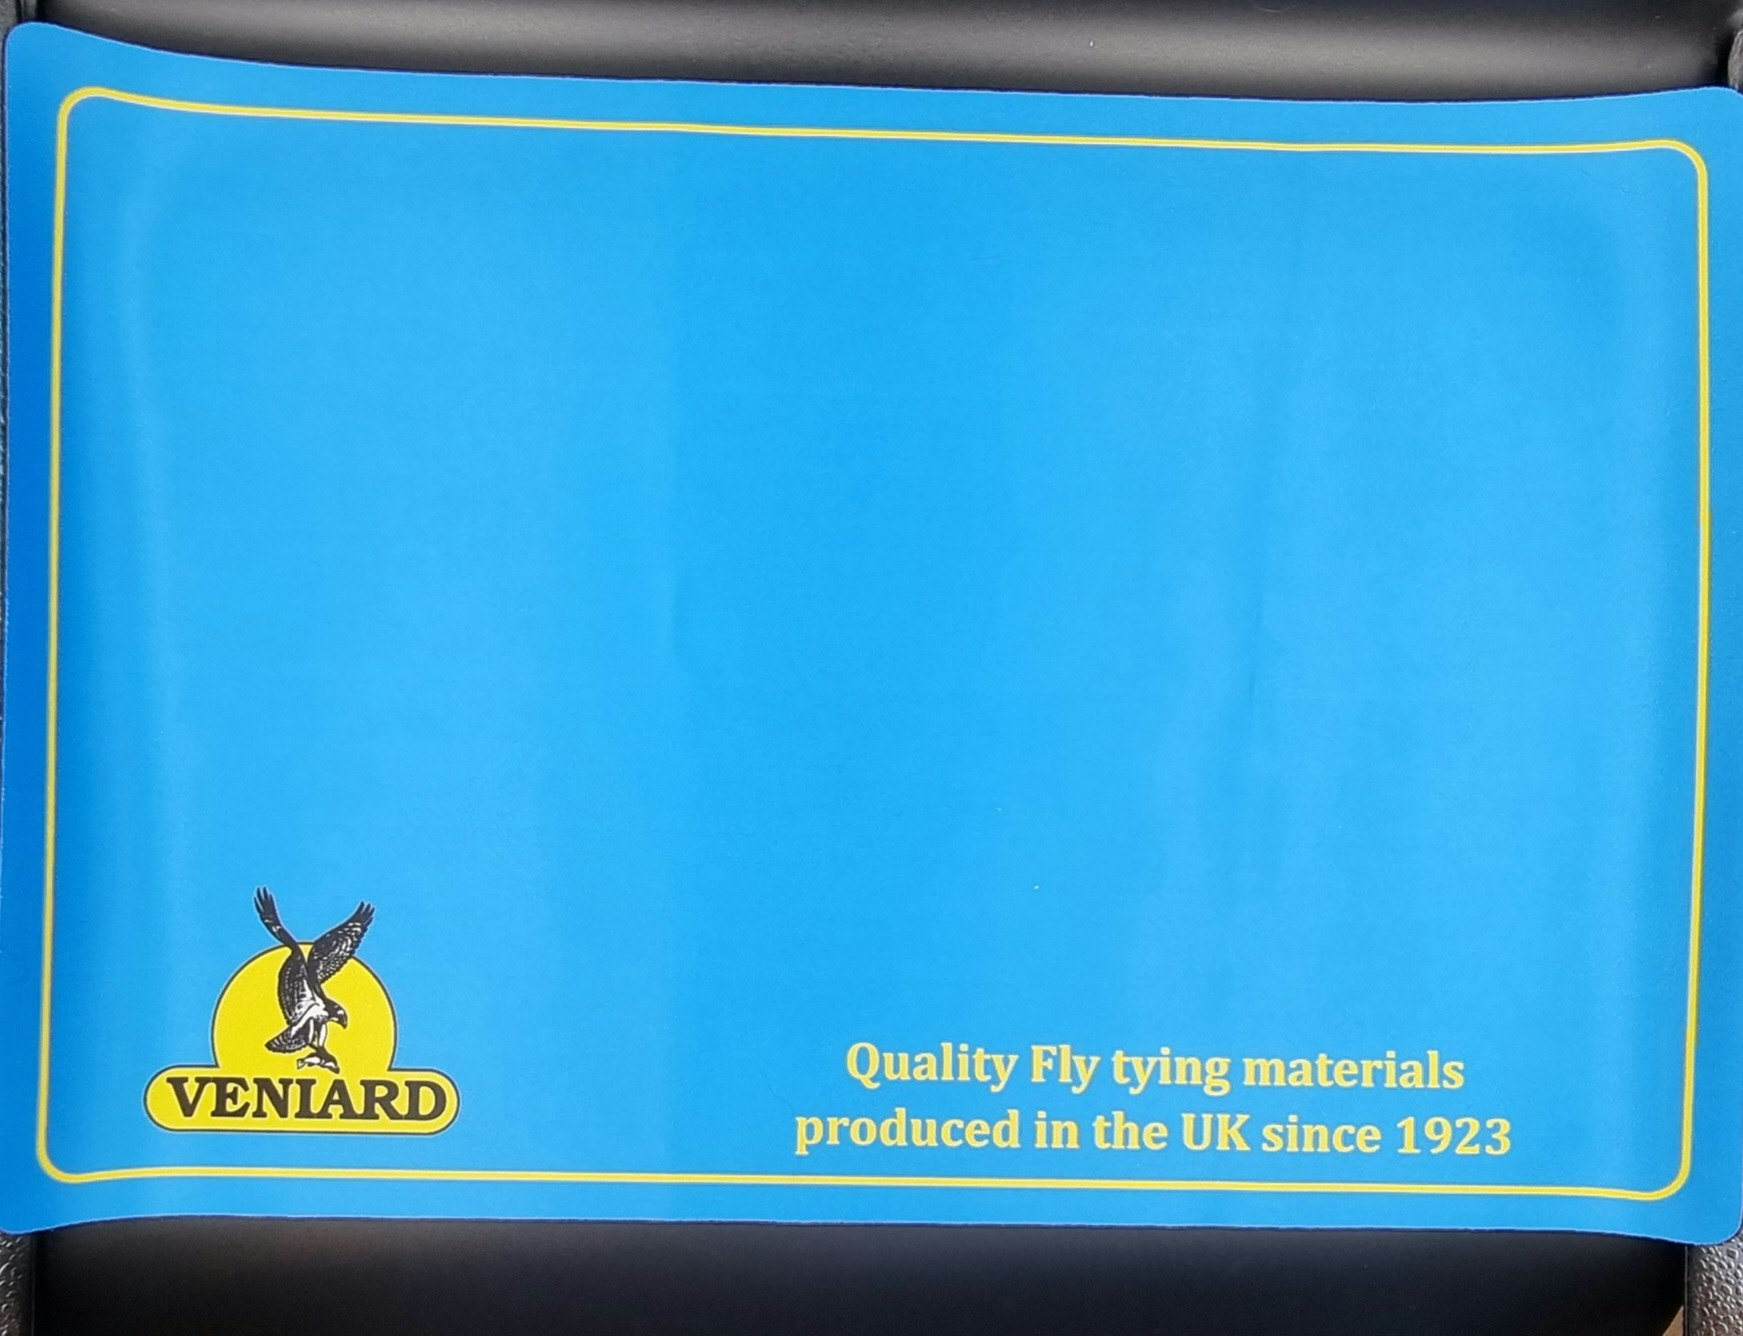 VENIARD
Quality Fly tying materials
produced in the UK since 1923